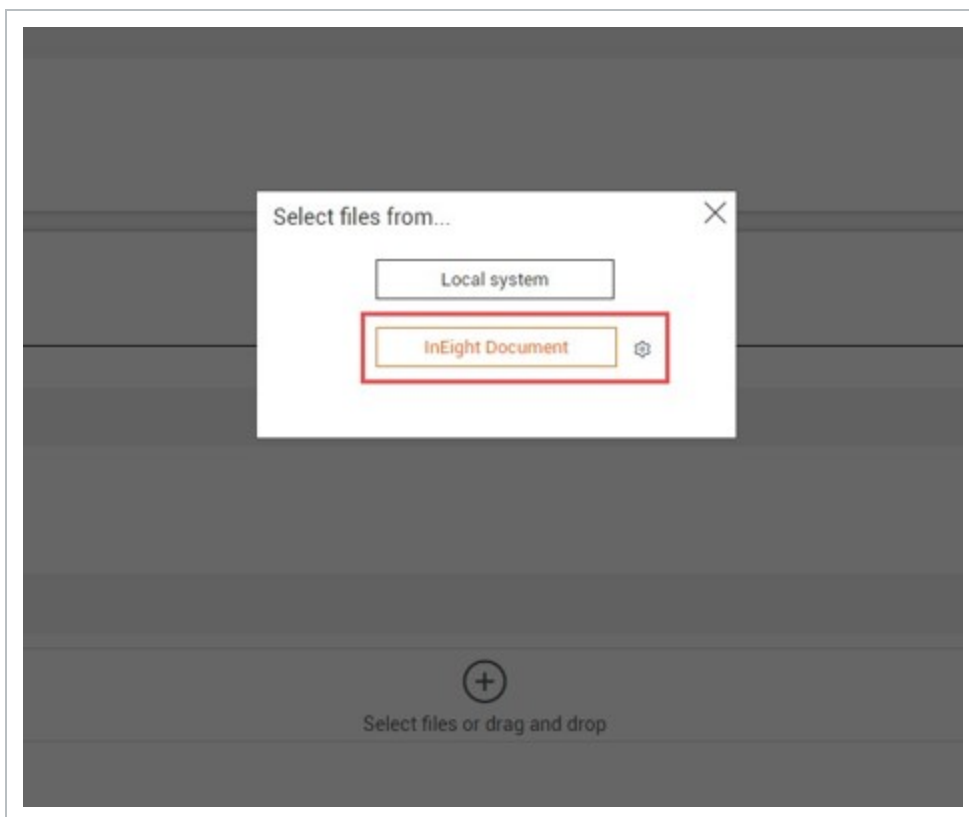 Select files from...
Local system
InEight Document
Select files or drag and drop